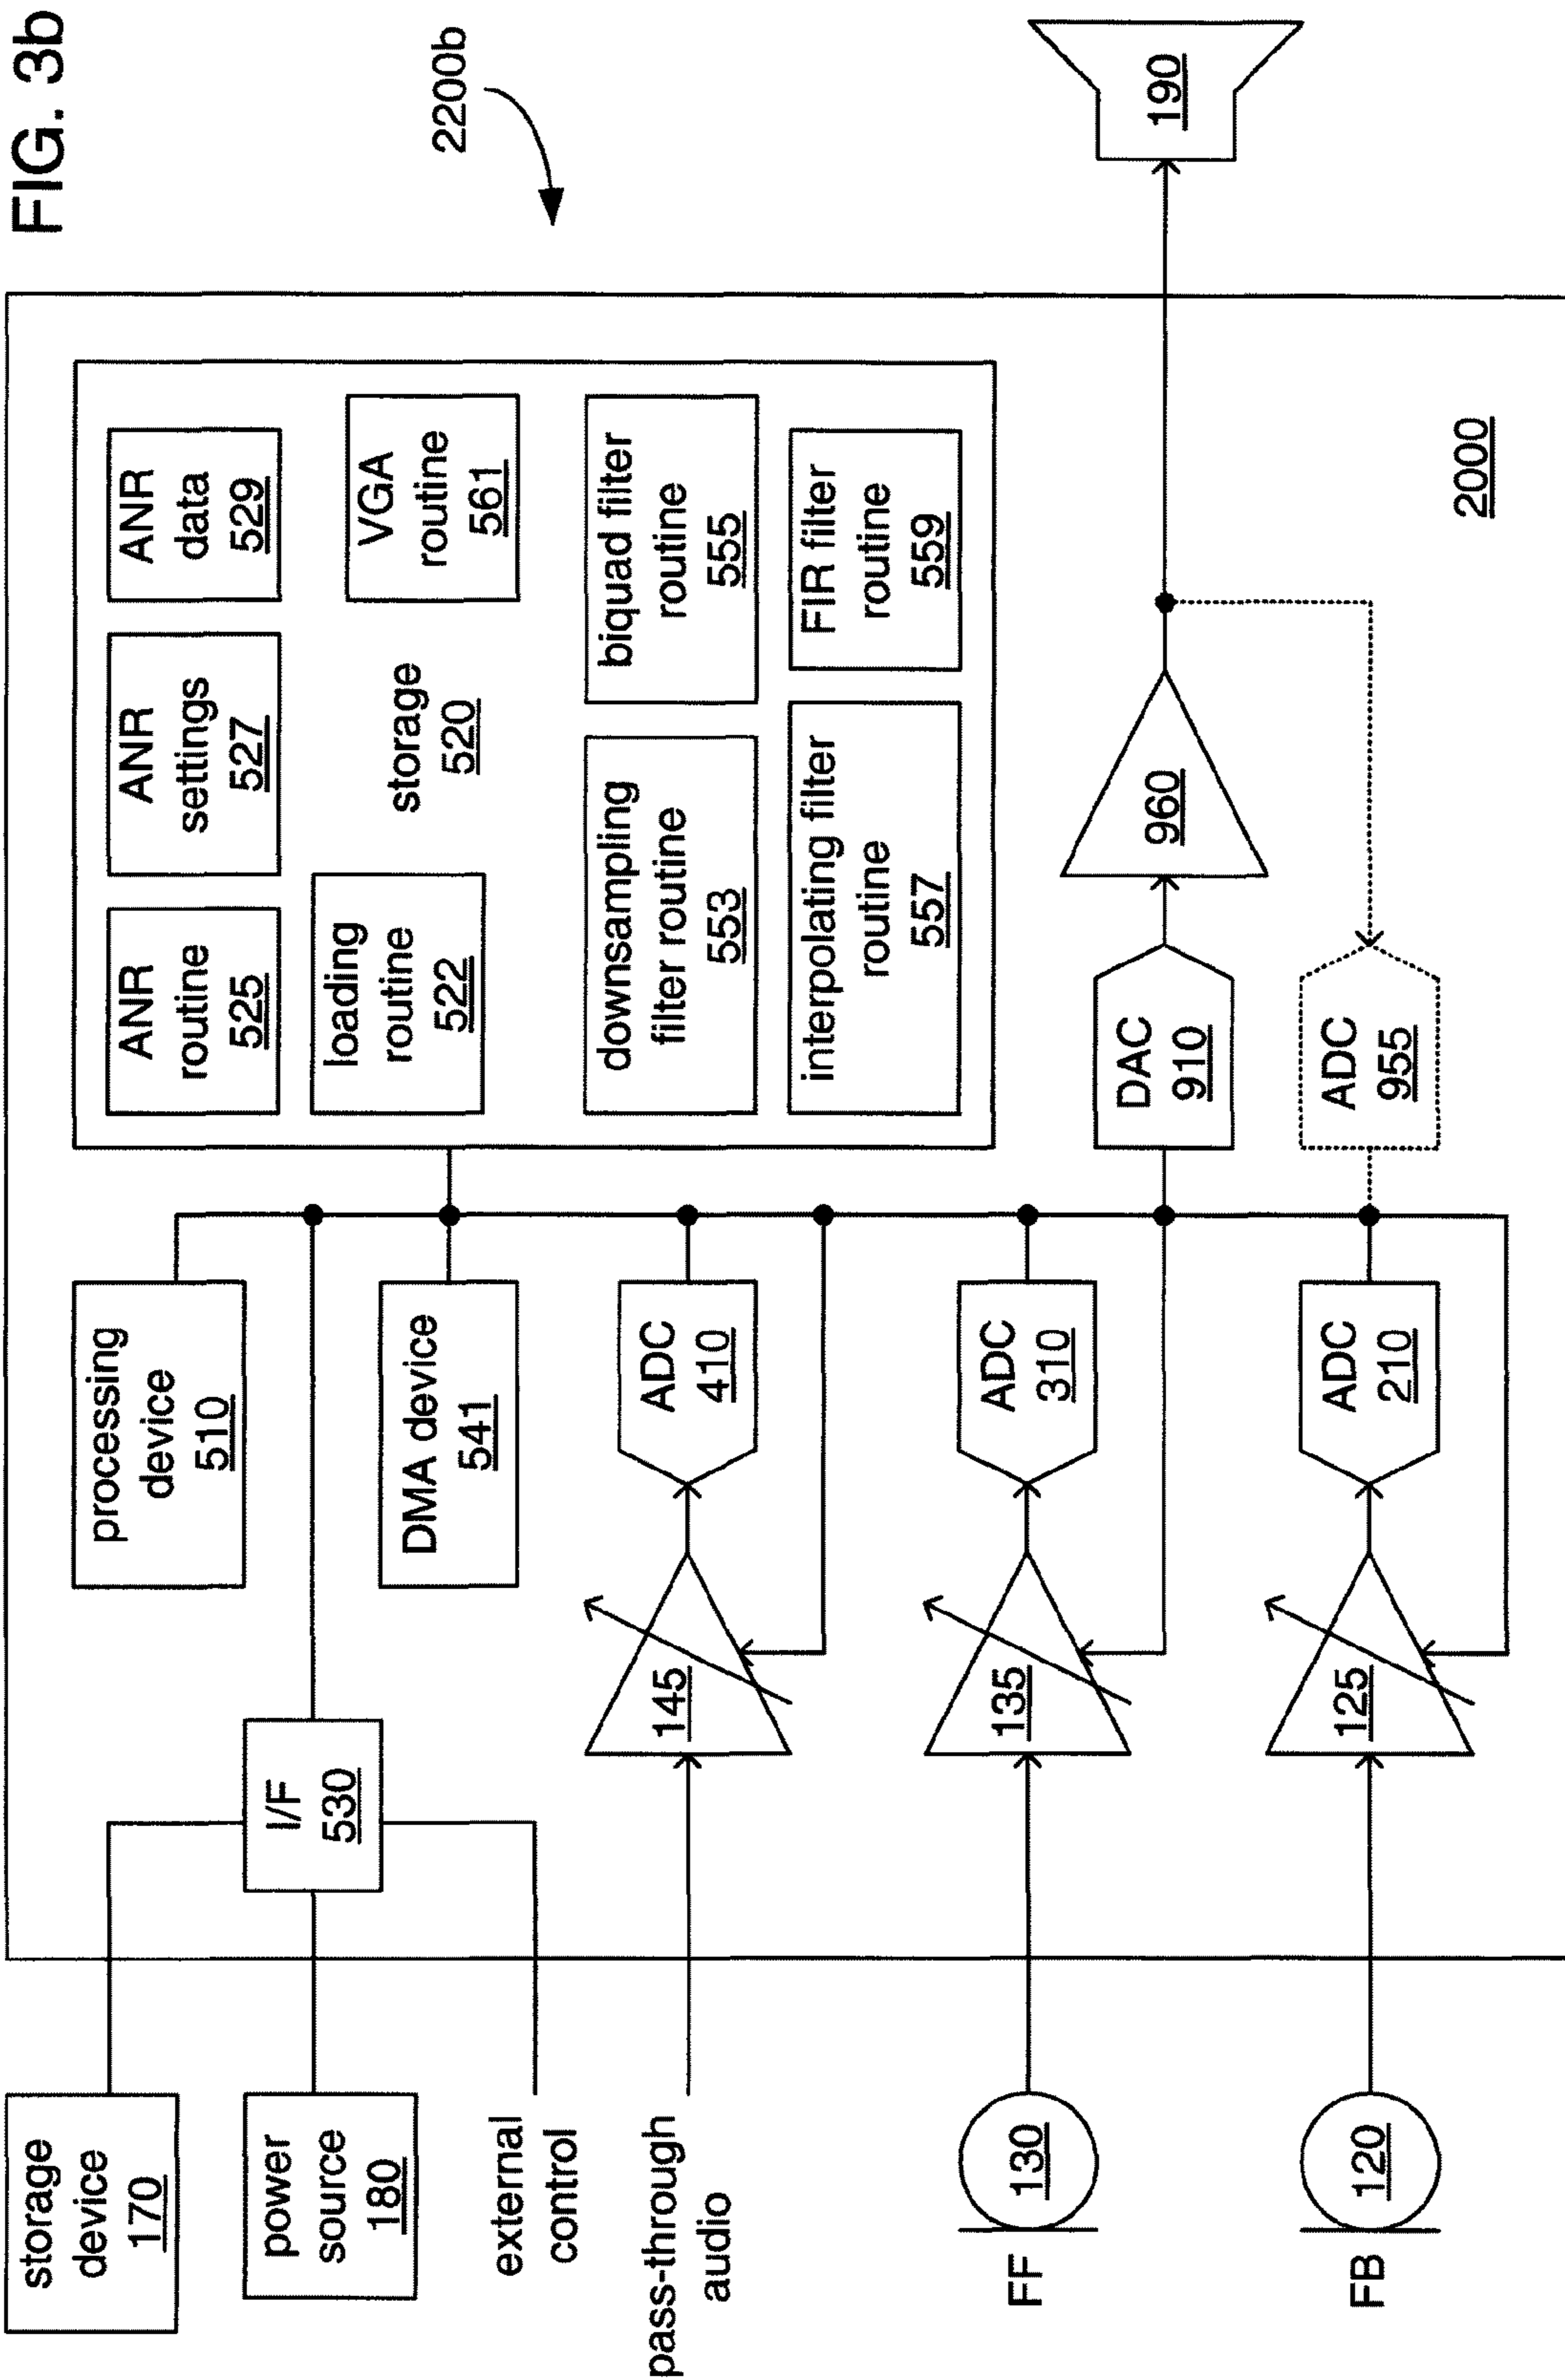 FIG. 3b
2200b
storage
device
170
power
source
180
external
control
pass-through
audio
FF
130
FB
120
I/F
530
processing
device
510
DMA device
541
145
ADC
410
135
ADC
310
125
ADC
210
ANR
routine
525
ANR
settings
527
ANR
data
529
loading
routine
522
storage
520
VGA
routine
561
downsampling
filter routine
553
biquad filter
routine
555
interpolating filter
routine
557
FIR filter
routine
559
DAC
910
960
ADC
955
190
2000